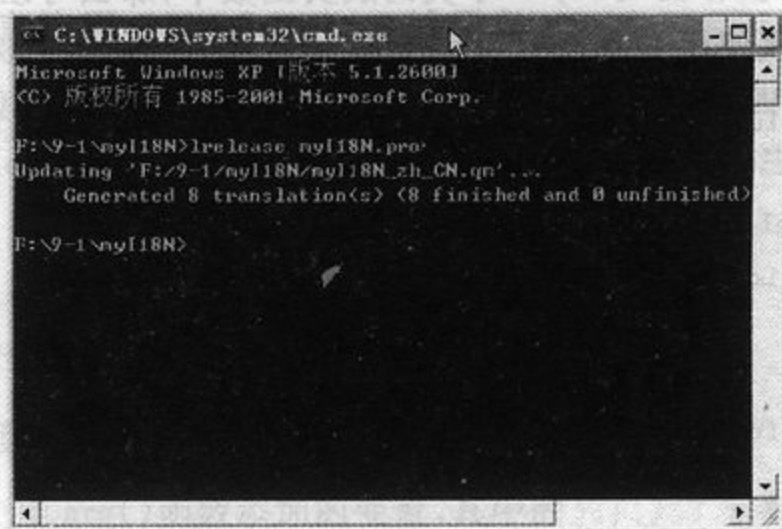 C:\WINDOWS\system32\cmd.exe
Microsoft Windows XP [版本 5.1.2600]
(C) 版权所有 1985-2001 Microsoft Corp.
F:\9-1\myI18N>lrelease myI18N.pro
Updating 'F:/9-1/myI18N/myI18N_zh_CN.qm'...
Generated 8 translation(s) (8 finished and 0 unfinished)
F:\9-1\myI18N>